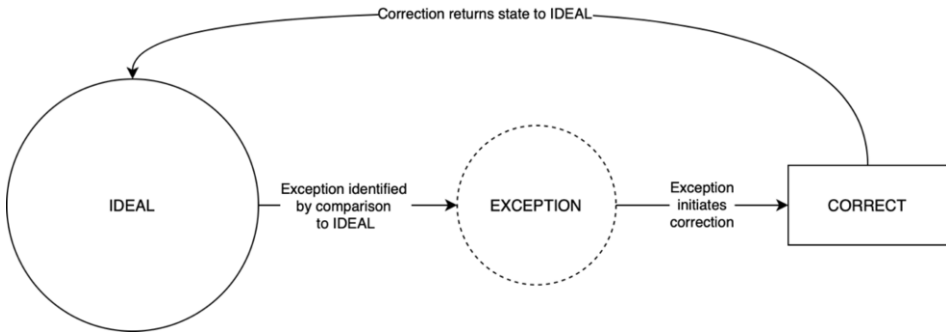 Correction returns state to IDEAL
IDEAL
Exception identified
by comparison
to IDEAL
EXCEPTION
Exception
initiates
correction
CORRECT